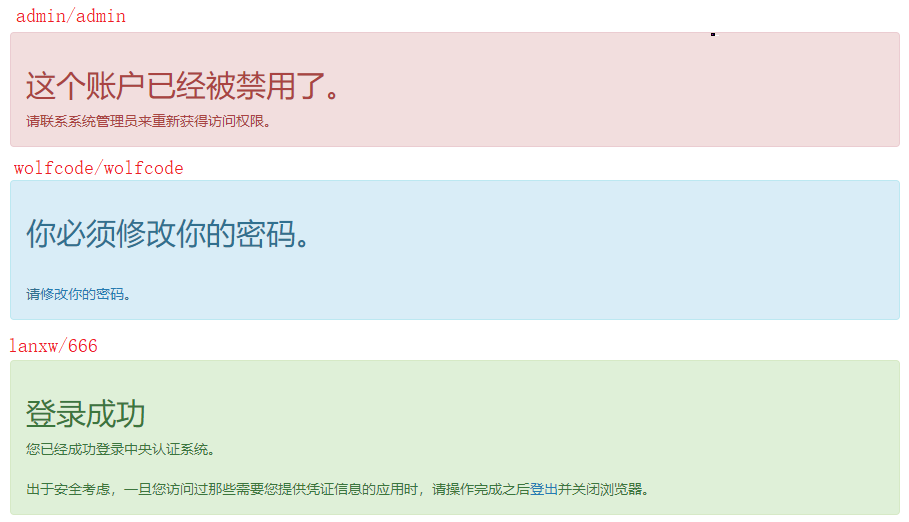 admin/admin
这个账户已经被禁用了。
请联系系统管理员来重新获得访问权限。
wolfcode/wolfcode
你必须修改你的密码。
请修改你的密码。
lanxw/666
登录成功
您已经成功登录中央认证系统。
出于安全考虑，一旦您访问过那些需要您提供凭证信息的应用时，请操作完成之后登出并关闭浏览器。